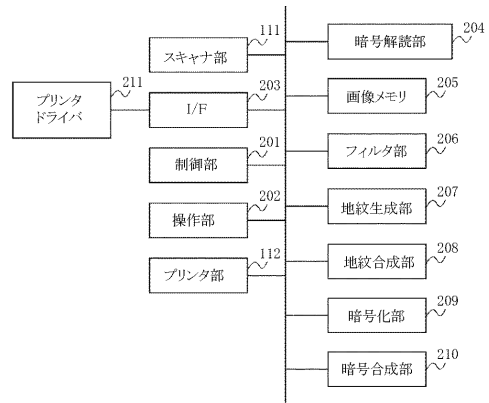 111
スキャナ部
211
プリンタ
ドライバ
203
I/F
201
制御部
202
操作部
112
プリンタ部
204
暗号解読部
205
画像メモリ
206
フィルタ部
207
地紋生成部
208
地紋合成部
209
暗号化部
210
暗号合成部